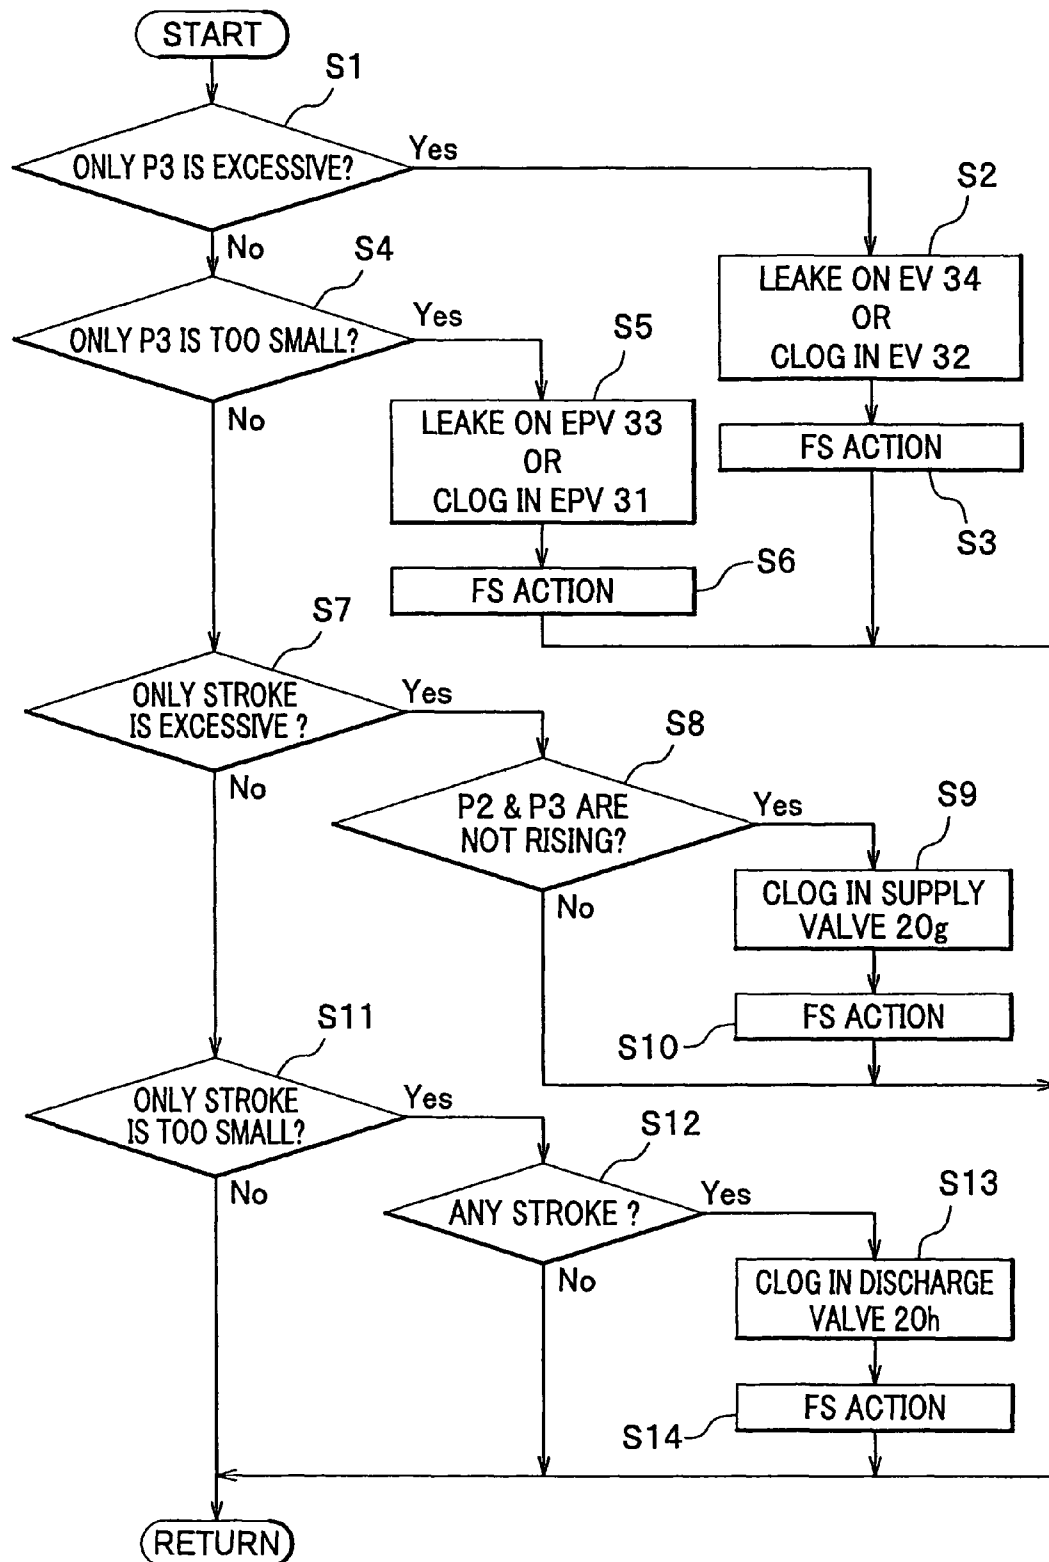 START
S1
ONLY P3 IS EXCESSIVE?
Yes
No
S2
LEAKE ON EV 34
OR
CLOG IN EV 32
FS ACTION
S3
S4
ONLY P3 IS TOO SMALL?
Yes
No
S5
LEAKE ON EPV 33
OR
CLOG IN EPV 31
FS ACTION
S6
S7
ONLY STROKE
IS EXCESSIVE ?
Yes
No
S8
P2 & P3 ARE
NOT RISING?
Yes
No
S9
CLOG IN SUPPLY
VALVE 20g
FS ACTION
S10
S11
ONLY STROKE
IS TOO SMALL?
Yes
No
S12
ANY STROKE ?
Yes
No
S13
CLOG IN DISCHARGE
VALVE 20h
FS ACTION
S14
RETURN